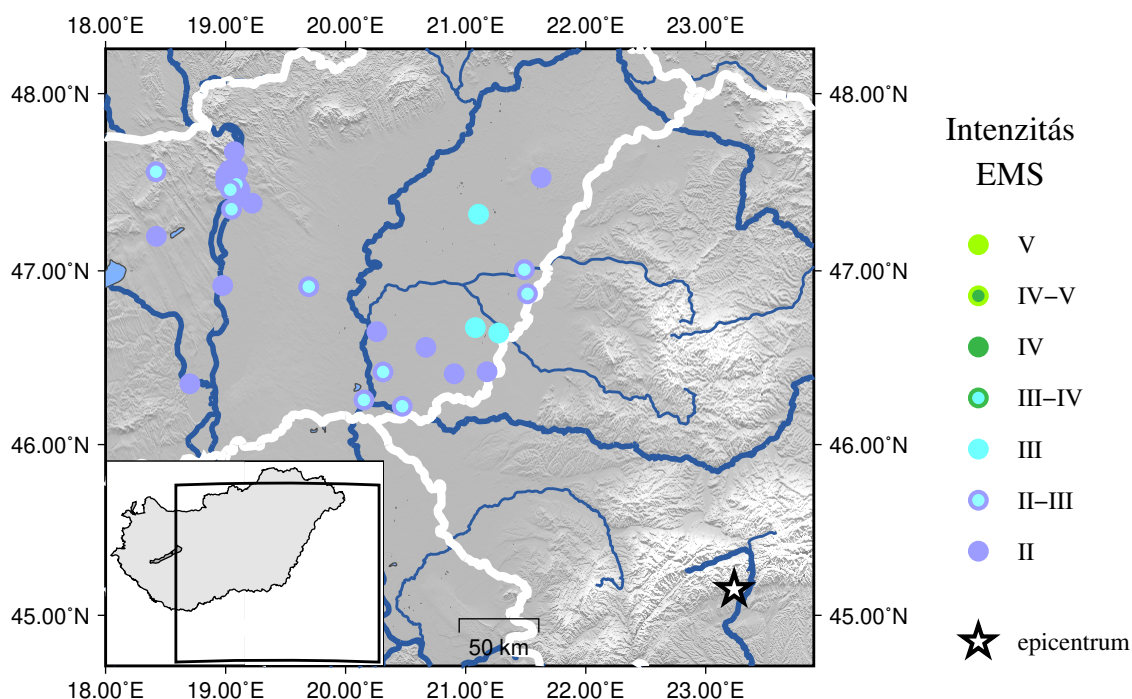 18.00°E 19.00°E 20.00°E 21.00°E 22.00°E 23.00°E
48.00°N 48.00°N
47.00°N 47.00°N
46.00°N 46.00°N
45.00°N 45.00°N
50 km
18.00°E 19.00°E 20.00°E 21.00°E 22.00°E 23.00°E
Intenzitás
EMS
V
IV–V
IV
III–IV
III
II–III
II
epicentrum